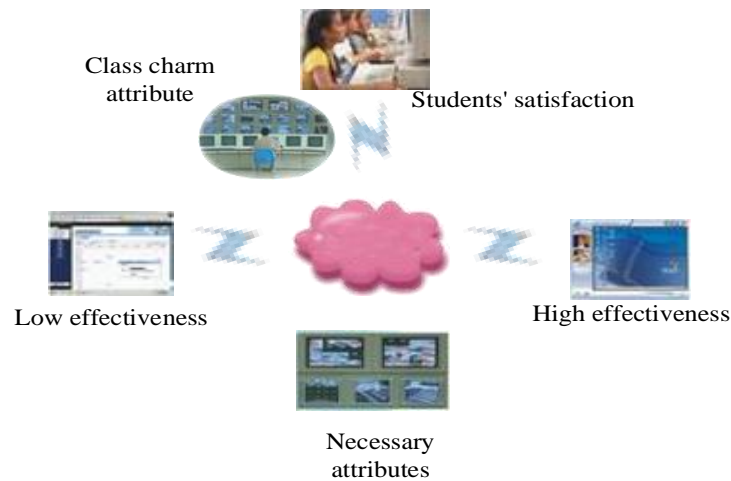 Class charm
attribute
Students' satisfaction
Low effectiveness
High effectiveness
Necessary
attributes